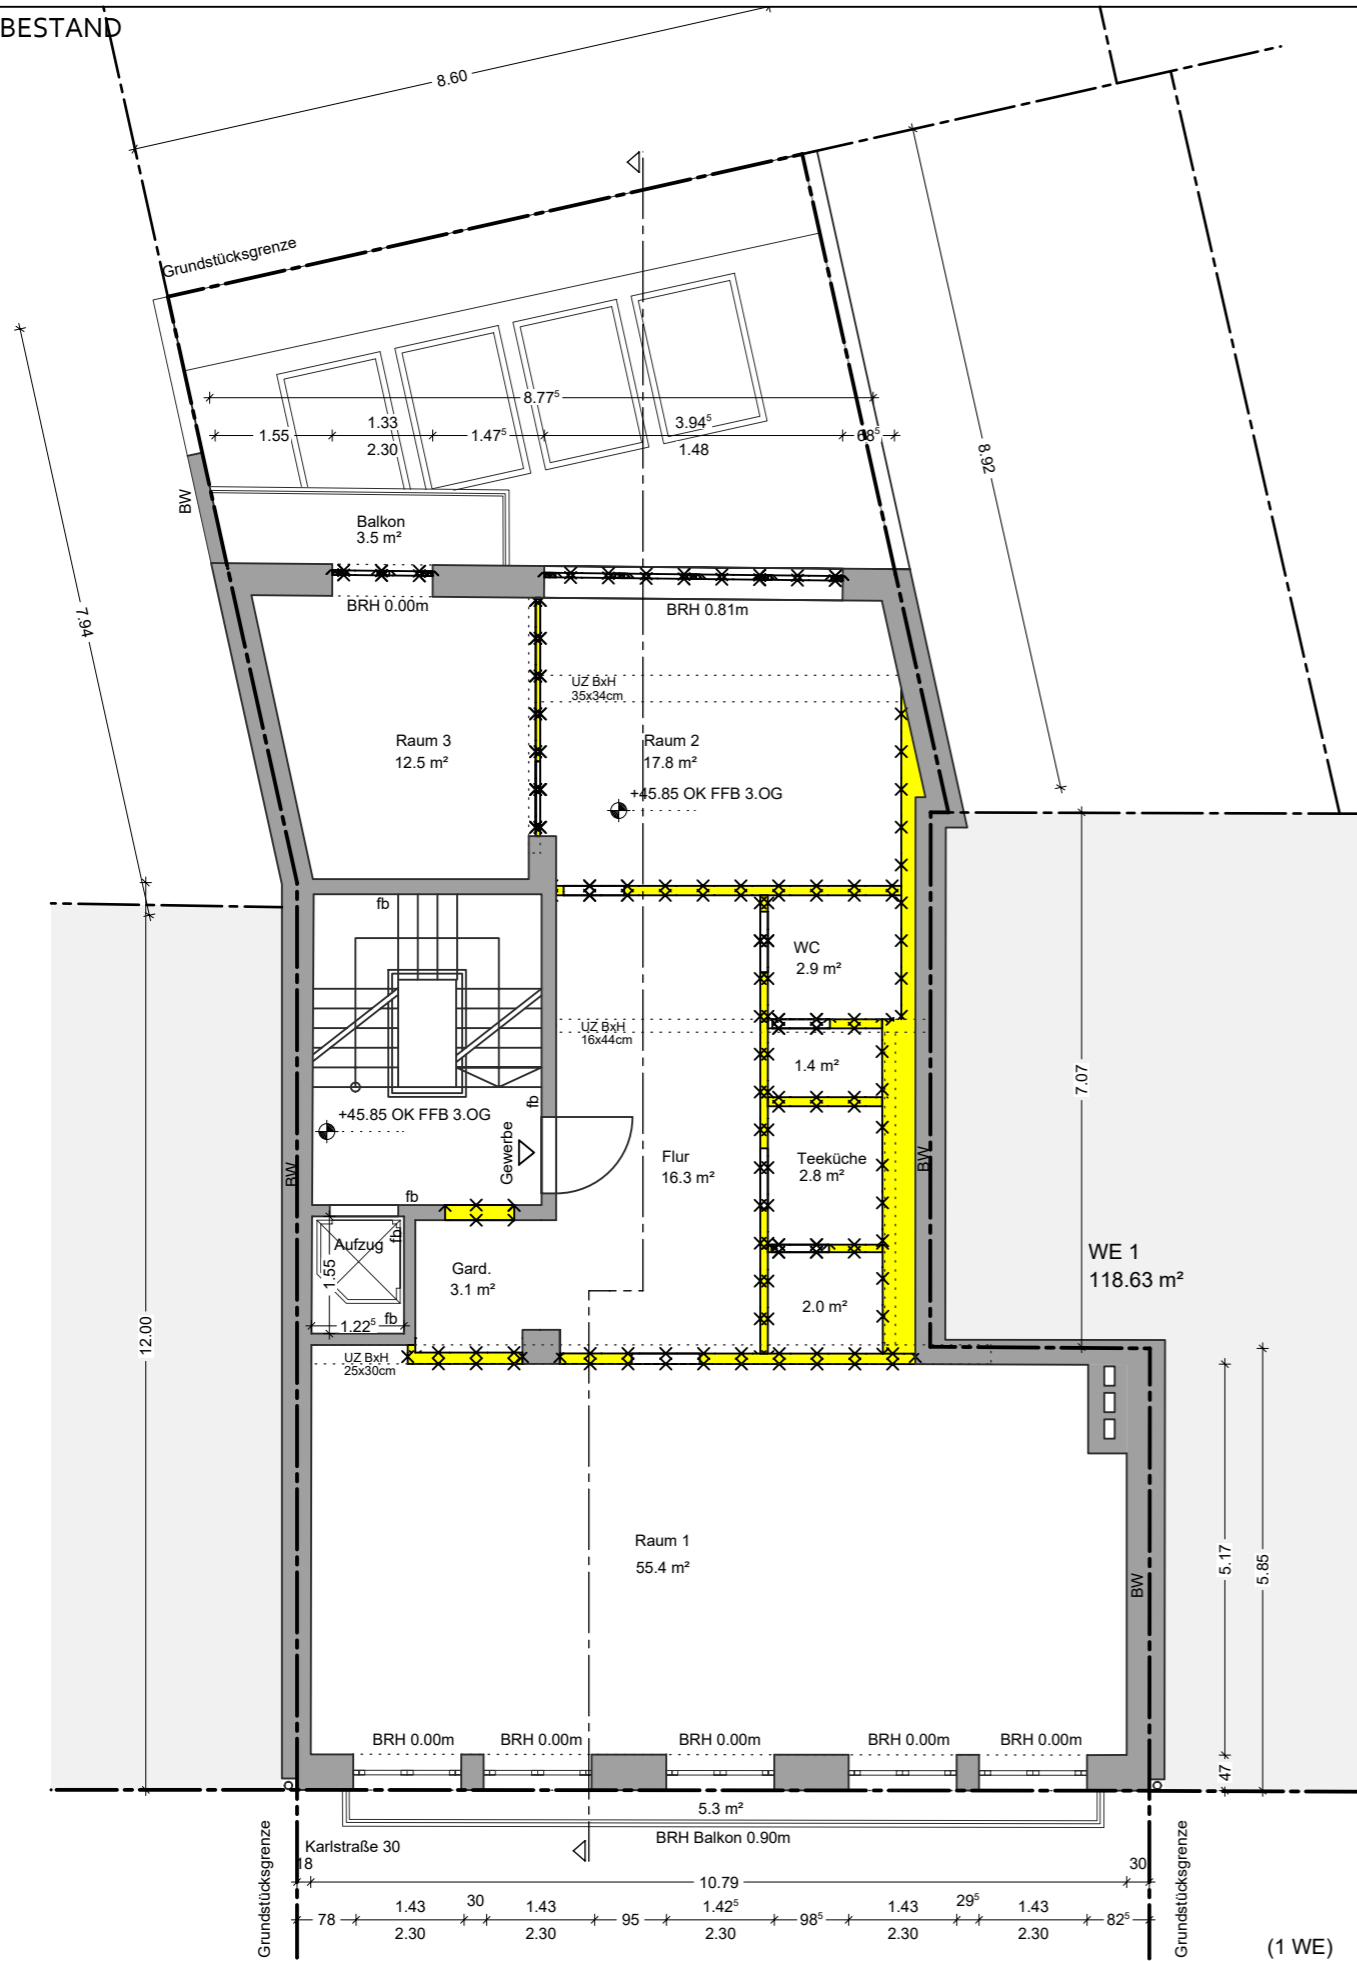 BESTAND
8.60
Grundstücksgrenze
8.77⁵
1.55
1.33
2.30
1.47⁵
3.94⁵
1.48
68⁵
8.92
BW
Balkon
3.5 m²
BRH 0.00m
BRH 0.81m
7.94
UZ BxH
35x34cm
Raum 3
12.5 m²
Raum 2
17.8 m²
+45.85 OK FFB 3.OG
fb
WC
2.9 m²
UZ BxH
16x44cm
1.4 m²
7.07
fb
+45.85 OK FFB 3.OG
Gewerbe
Flur
16.3 m²
Teeküche
2.8 m²
BW
BW
fb
fb
Aufzug
1.55
Gard.
3.1 m²
WE 1
118.63 m²
2.0 m²
fb
1.22⁵
12.00
UZ BxH
25x30cm
Raum 1
55.4 m²
5.17
5.85
BW
BRH 0.00m
BRH 0.00m
BRH 0.00m
BRH 0.00m
BRH 0.00m
47
5.3 m²
BRH Balkon 0.90m
Karlstraße 30
Grundstücksgrenze
Grundstücksgrenze
18
10.79
30
78
1.43
2.30
30
1.43
2.30
95
1.42⁵
2.30
98⁵
1.43
2.30
29⁵
1.43
2.30
82⁵
(1 WE)